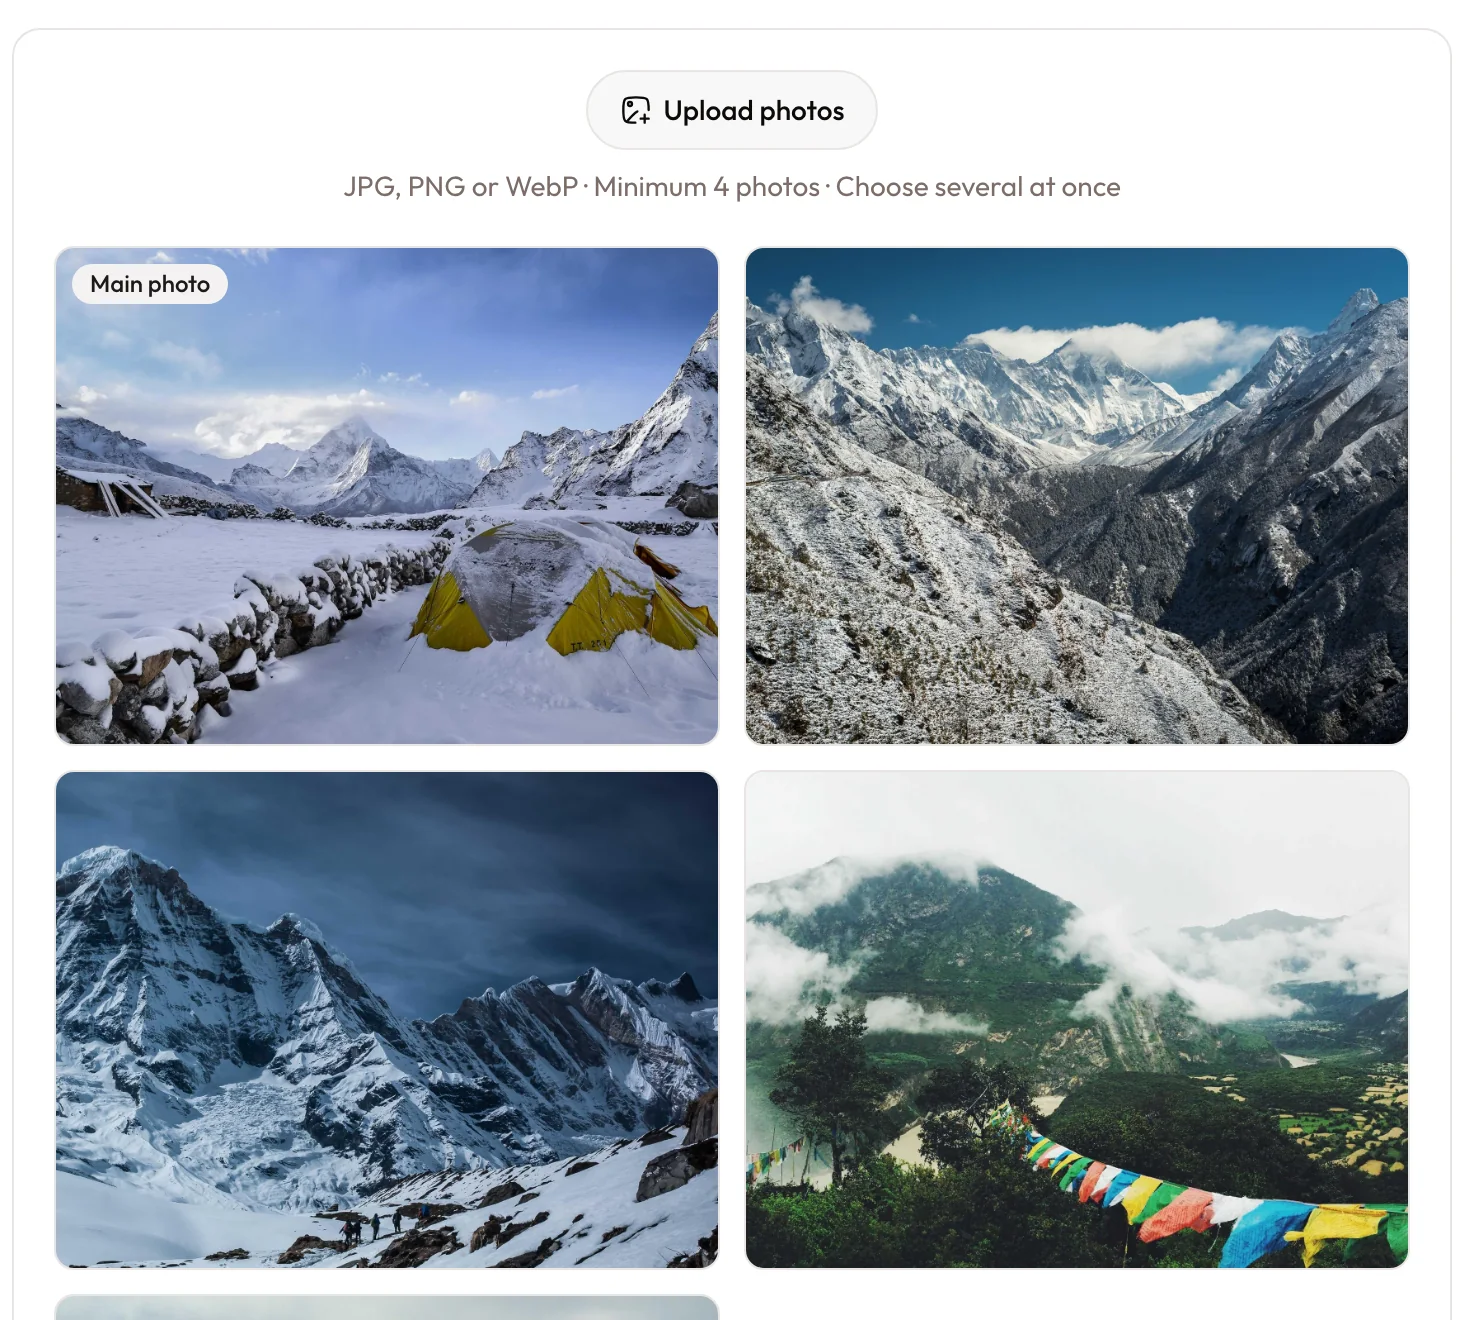 Upload photos
JPG, PNG or WebP · Minimum 4 photos · Choose several at once
Main photo